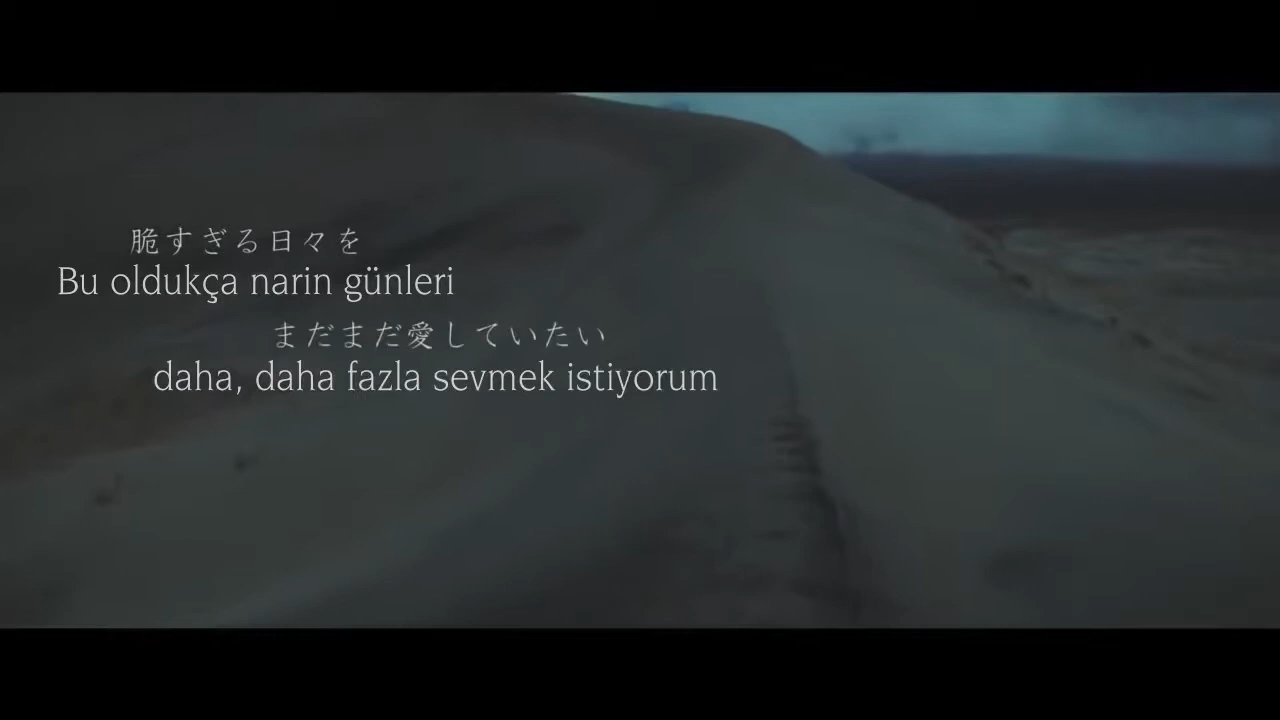 脆すぎる日々を
Bu oldukça narin günleri
まだまだ愛していたい
daha, daha fazla sevmek istiyorum